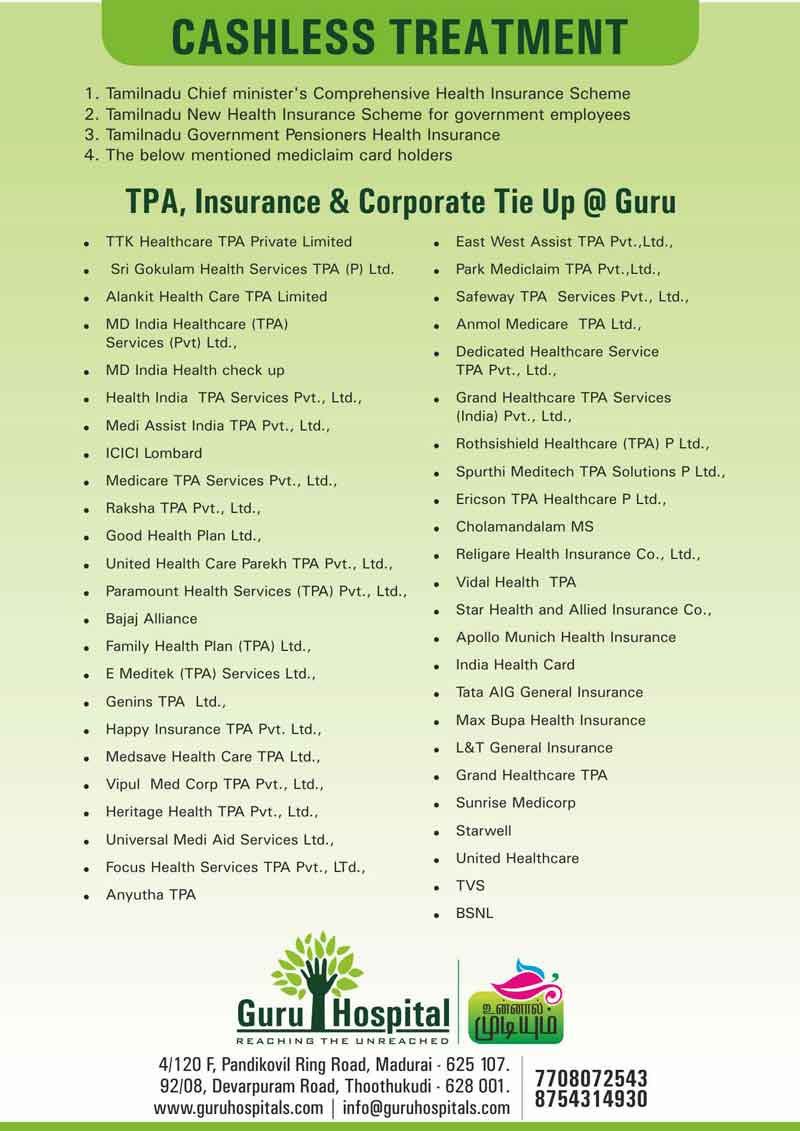 CASHLESS TREATMENT
1. Tamilnadu Chief minister's Comprehensive Health Insurance Scheme
2. Tamilnadu New Health Insurance Scheme for government employees
3. Tamilnadu Government Pensioners Health Insurance
4. The below mentioned mediclaim card holders
TPA, Insurance & Corporate Tie Up @ Guru
• TTK Healthcare TPA Private Limited
• Sri Gokulam Health Services TPA (P) Ltd.
• Alankit Health Care TPA Limited
• MD India Healthcare (TPA)
Services (Pvt) Ltd.,
• MD India Health check up
• Health India TPA Services Pvt., Ltd.,
• Medi Assist India TPA Pvt., Ltd.,
• ICICI Lombard
• Medicare TPA Services Pvt., Ltd.,
• Raksha TPA Pvt., Ltd.,
• Good Health Plan Ltd.,
• United Health Care Parekh TPA Pvt., Ltd.,
• Paramount Health Services (TPA) Pvt., Ltd.,
• Bajaj Alliance
• Family Health Plan (TPA) Ltd.,
• E Meditek (TPA) Services Ltd.,
• Genins TPA Ltd.,
• Happy Insurance TPA Pvt. Ltd.,
• Medsave Health Care TPA Ltd.,
• Vipul Med Corp TPA Pvt., Ltd.,
• Heritage Health TPA Pvt., Ltd.,
• Universal Medi Aid Services Ltd.,
• Focus Health Services TPA Pvt., LTd.,
• Anyutha TPA
• East West Assist TPA Pvt.,Ltd.,
• Park Mediclaim TPA Pvt.,Ltd.,
• Safeway TPA Services Pvt., Ltd.,
• Anmol Medicare TPA Ltd.,
• Dedicated Healthcare Service
TPA Pvt., Ltd.,
• Grand Healthcare TPA Services
(India) Pvt., Ltd.,
• Rothsishield Healthcare (TPA) P Ltd.,
• Spurthi Meditech TPA Solutions P Ltd.,
• Ericson TPA Healthcare P Ltd.,
• Cholamandalam MS
• Religare Health Insurance Co., Ltd.,
• Vidal Health TPA
• Star Health and Allied Insurance Co.,
• Apollo Munich Health Insurance
• India Health Card
• Tata AIG General Insurance
• Max Bupa Health Insurance
• L&T General Insurance
• Grand Healthcare TPA
• Sunrise Medicorp
• Starwell
• United Healthcare
• TVS
• BSNL
Guru Hospital
REACHING THE UNREACHED
உன்னால்
முடியும்
4/120 F, Pandikovil Ring Road, Madurai - 625 107.
92/08, Devarpuram Road, Thoothukudi - 628 001.
www.guruhospitals.com | info@guruhospitals.com
7708072543
8754314930